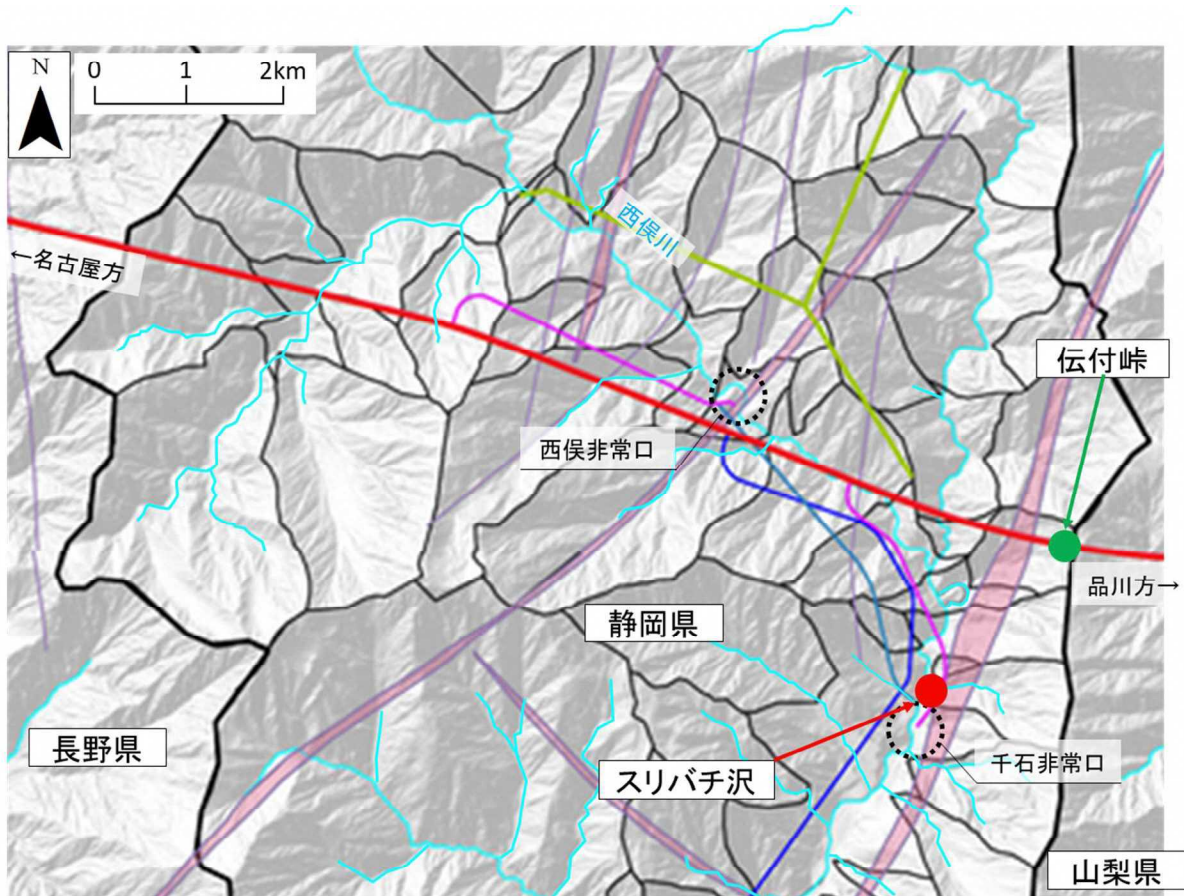 N
0 1 2km
西俣川
←名古屋方
伝付峠
西俣非常口
品川方→
静岡県
長野県
スリバチ沢
千石非常口
山梨県